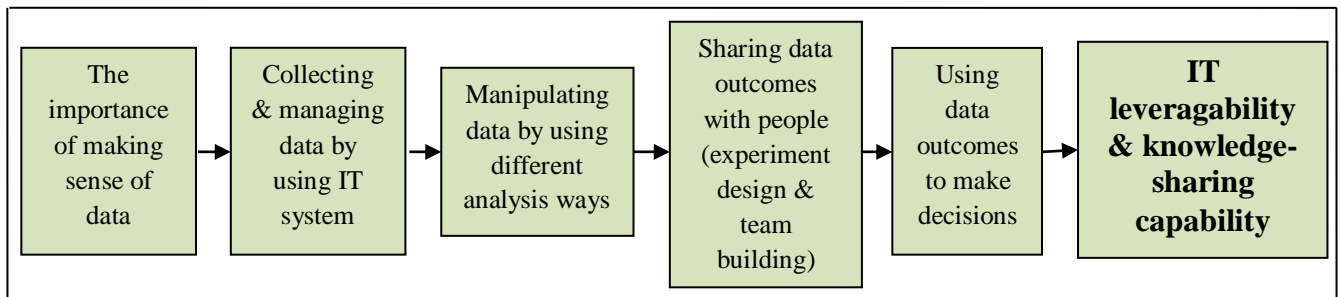 The
importance
of making
sense of
data
Collecting
& managing
data by
using IT
system
Manipulating
data by using
different
analysis ways
Sharing data
outcomes
with people
(experiment
design &
team
building)
Using
data
outcomes
to make
decisions
IT
leveragability
& knowledge-
sharing
capability